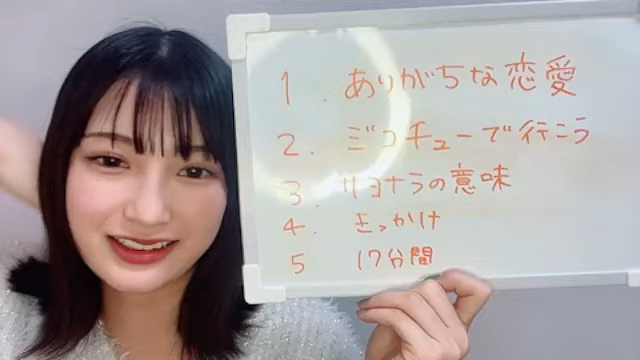 1. ありがちな恋愛
2. ジコチューで行こう
3. サヨナラの意味
4. きっかけ
5 17分間